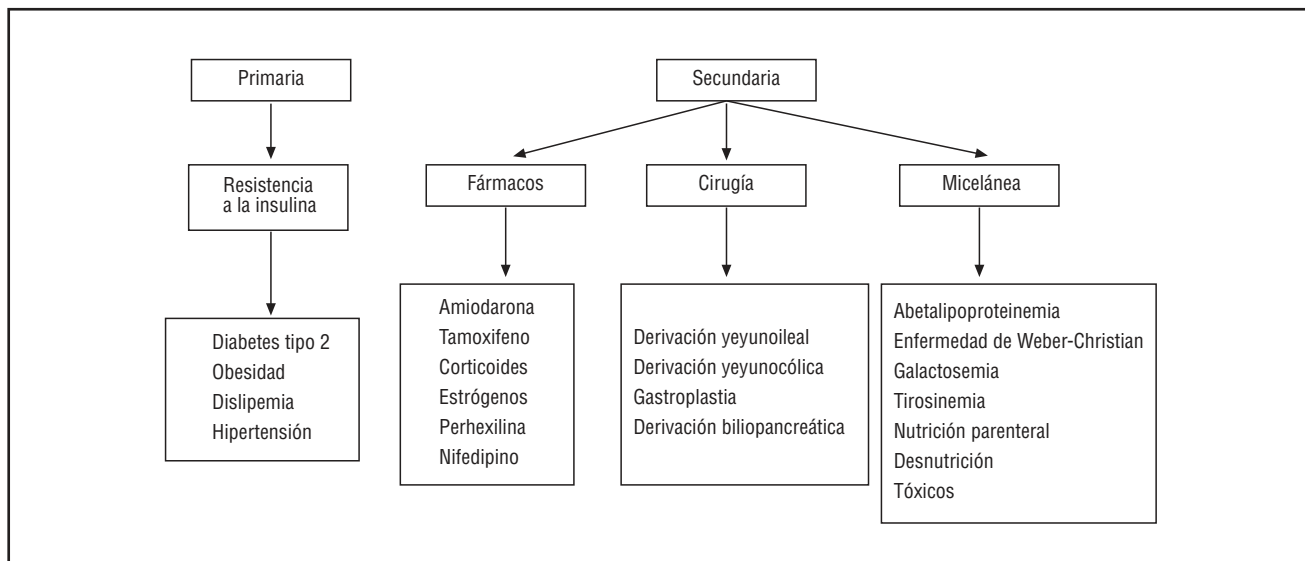 Primaria
Secundaria
Resistencia
a la insulina
Fármacos
Cirugía
Micelánea
Diabetes tipo 2
Obesidad
Dislipemia
Hipertensión
Amiodarona
Tamoxifeno
Corticoides
Estrógenos
Perhexilina
Nifedipino
Derivación yeyunoileal
Derivación yeyunocólica
Gastroplastia
Derivación biliopancreática
Abetalipoproteinemia
Enfermedad de Weber-Christian
Galactosemia
Tirosinemia
Nutrición parenteral
Desnutrición
Tóxicos